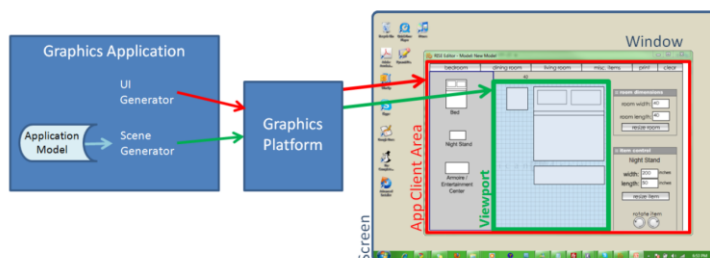 Graphics Application
UI
Generator
Application
Model
Scene
Generator
Graphics
Platform
Window
App Client Area
Viewport
Screen
bedroom
dining room
living room
misc. items
print
clear
Bed
Night Stand
Armoire /
Entertainment
Center
room dimensions
room width:
room length:
resize room
item control
Night Stand
width: 200 inches
length: 50 inches
resize item
rotate item